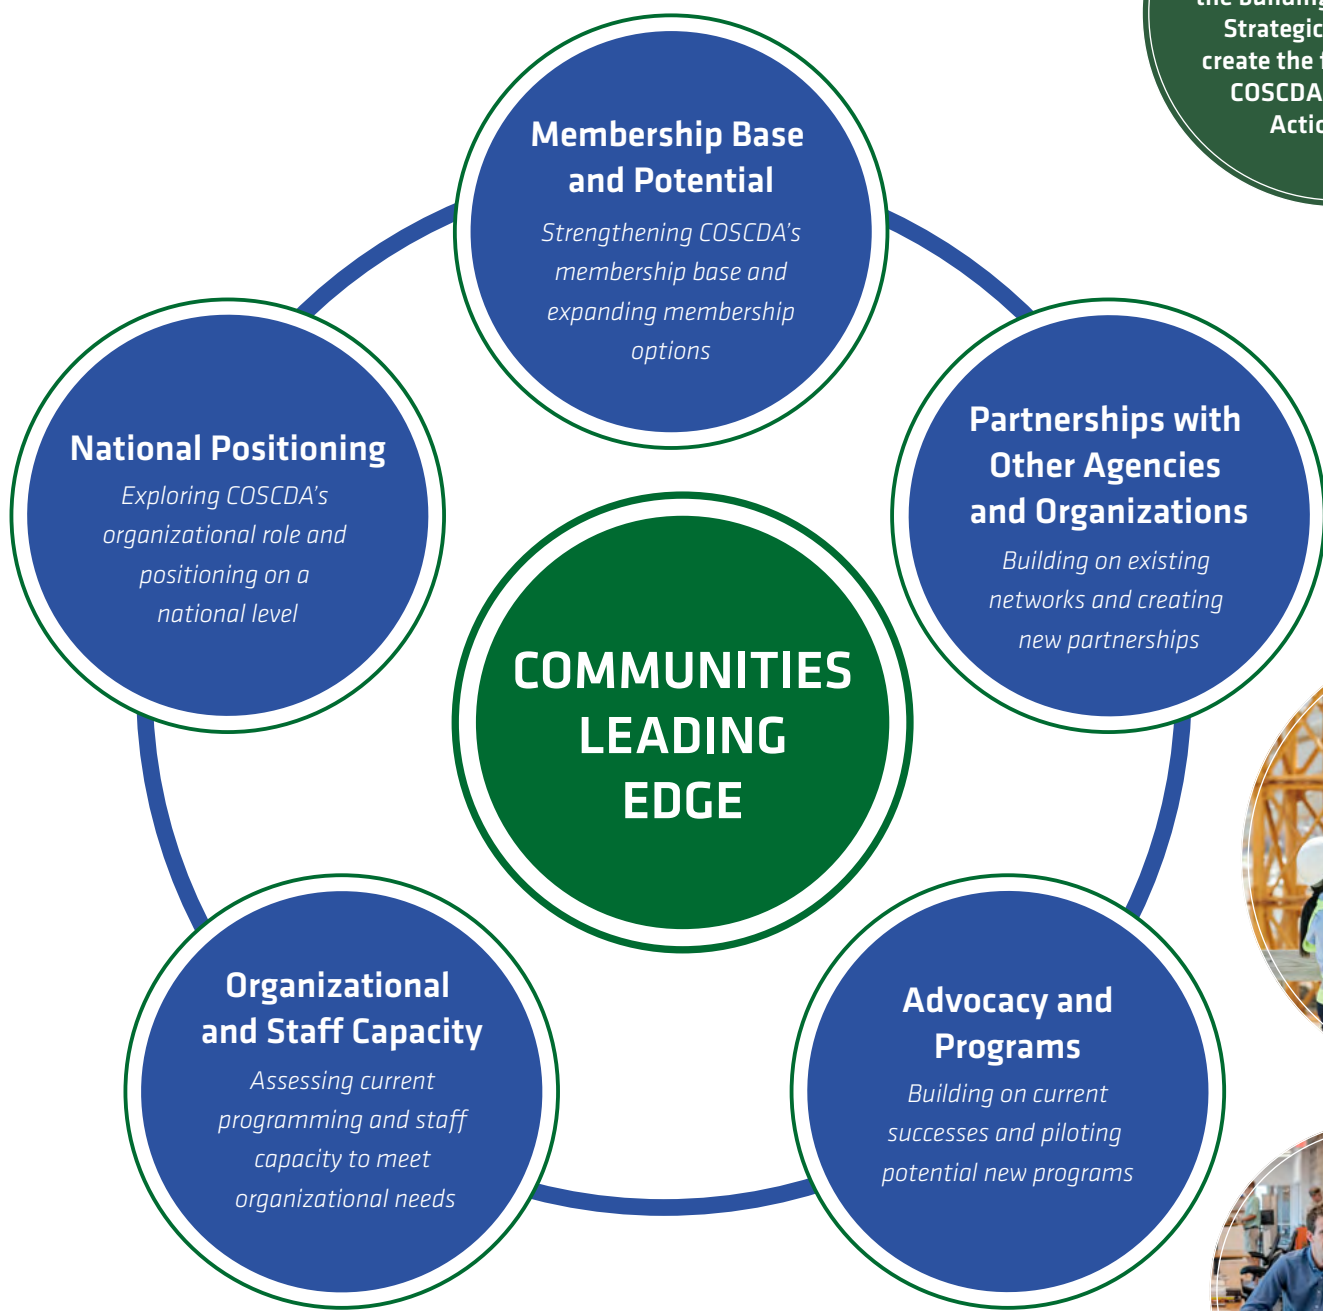 Strategic
create the
COSCDA
Membership Base
and Potential
Strengthening COSCDA's
membership base and
expanding membership
options
National Positioning
Exploring COSCDA's
organizational role and
positioning on a
national level
Partnerships with
Other Agencies
and Organizations
Building on existing
networks and creating
new partnerships
COMMUNITIES
LEADING
EDGE
Organizational
and Staff Capacity
Assessing current
programming and staff
capacity to meet
organizational needs
Advocacy and
Programs
Building on current
successes and piloting
potential new programs